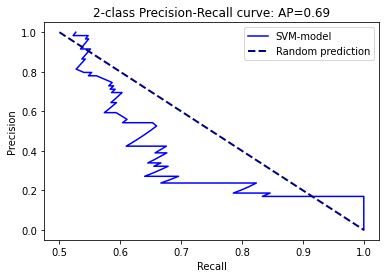 2-class Precision-Recall curve: AP=0.69
SVM-model
Random prediction
Precision
1.0
0.8
0.6
0.4
0.2
0.0
0.5
0.6
0.7
0.8
0.9
1.0
Recall